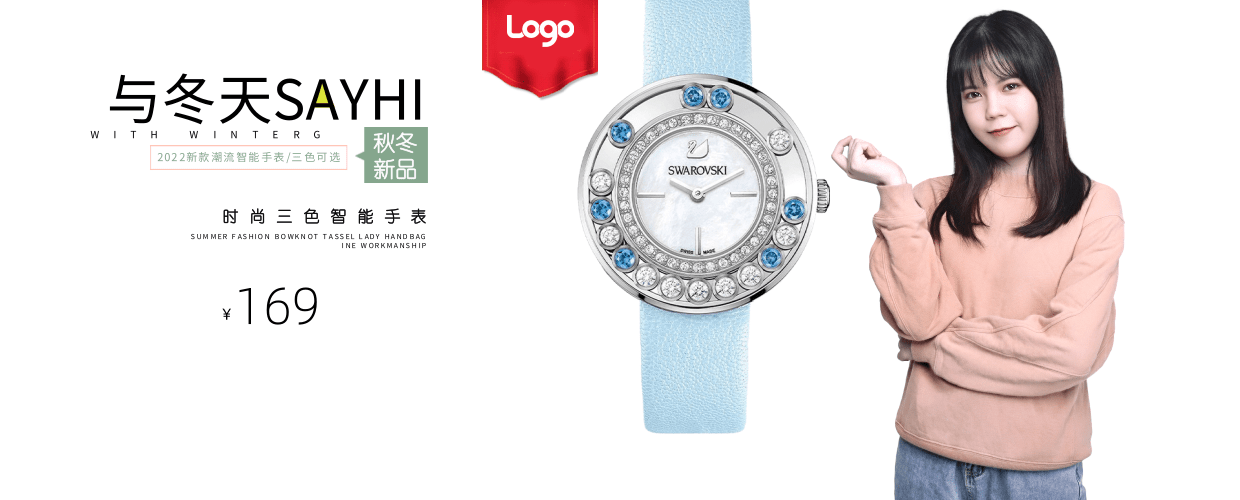 与冬天SAYHI
WITH WINTERG
2022新款潮流智能手表/三色可选
秋冬
新品
时尚三色智能手表
SUMMER FASHION BOWKNOT TASSEL LADY HANDBAG
INE WORKMANSHIP
¥169
Logo
SWAROVSKI
SWISS MADE